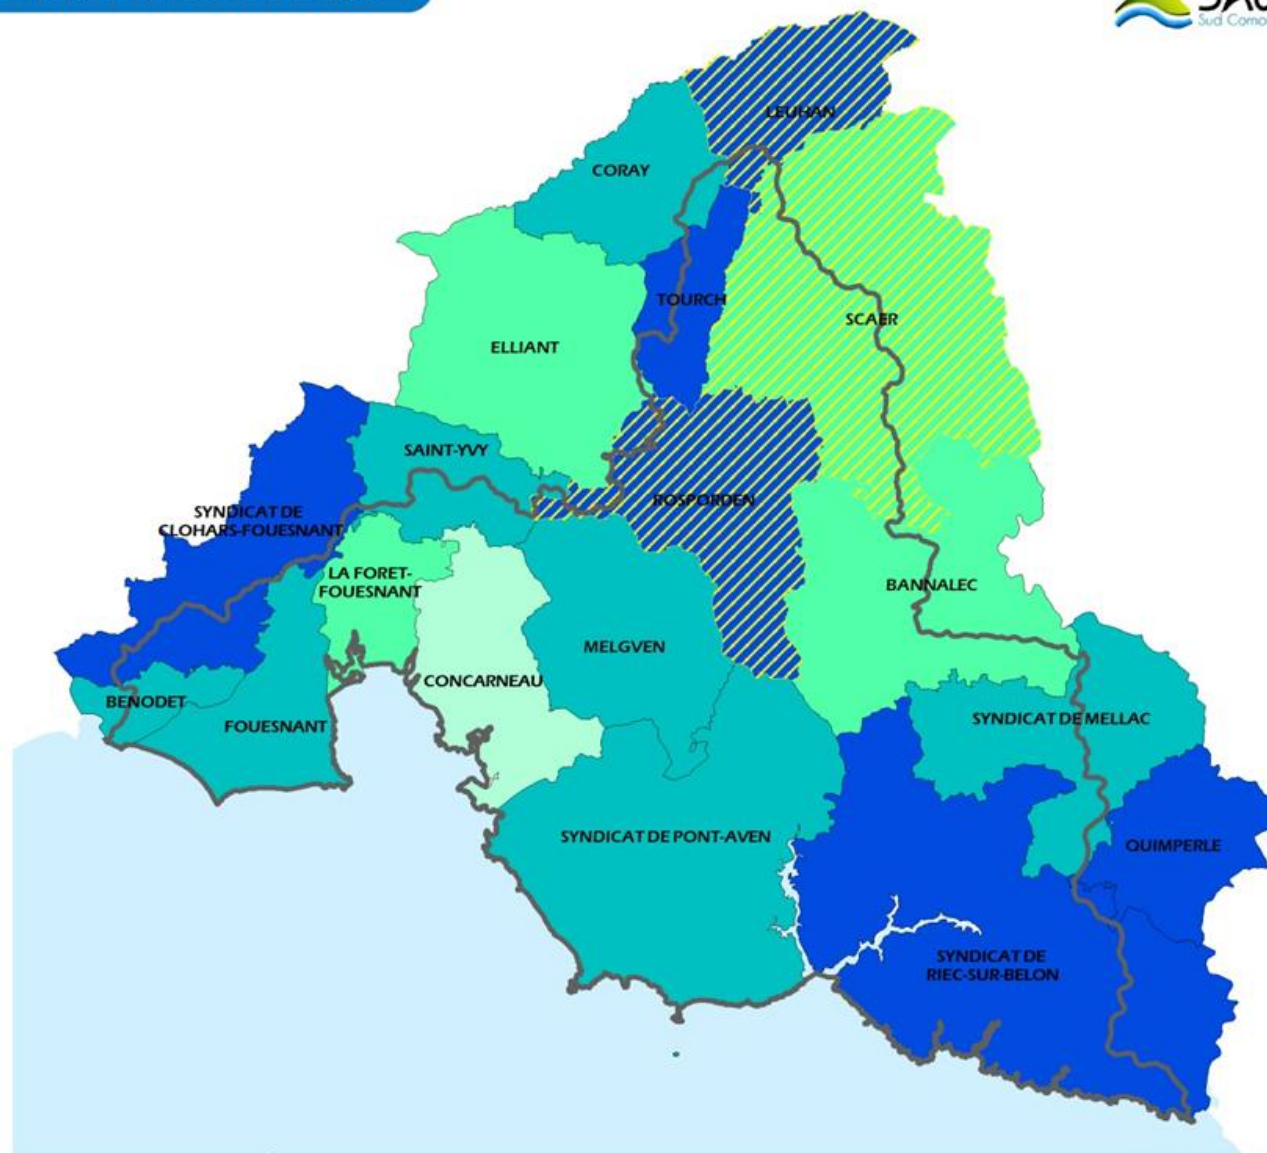 Sud Corno
LEUHAN
CORAY
TOURCH
SCAER
ELLIANT
SAINT-YVY
ROSPORDEN
SYNDICAT DE
CLOHARS-FOUESNANT
LA FORET-
FOUESNANT
BANNALEC
MELGVEN
CONCARNEAU
BENODET
FOUESNANT
SYNDICAT DE MELLAC
SYNDICAT DE PONT-AVEN
QUIMPERLE
SYNDICAT DE
RIEC-SUR-BELON